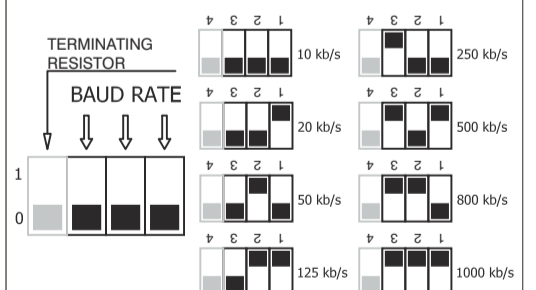 TERMINATING
RESISTOR
BAUD RATE
1
0
4 3 2 1
10 kb/s
4 3 2 1
20 kb/s
4 3 2 1
50 kb/s
4 3 2 1
125 kb/s
4 3 2 1
250 kb/s
4 3 2 1
500 kb/s
4 3 2 1
800 kb/s
4 3 2 1
1000 kb/s